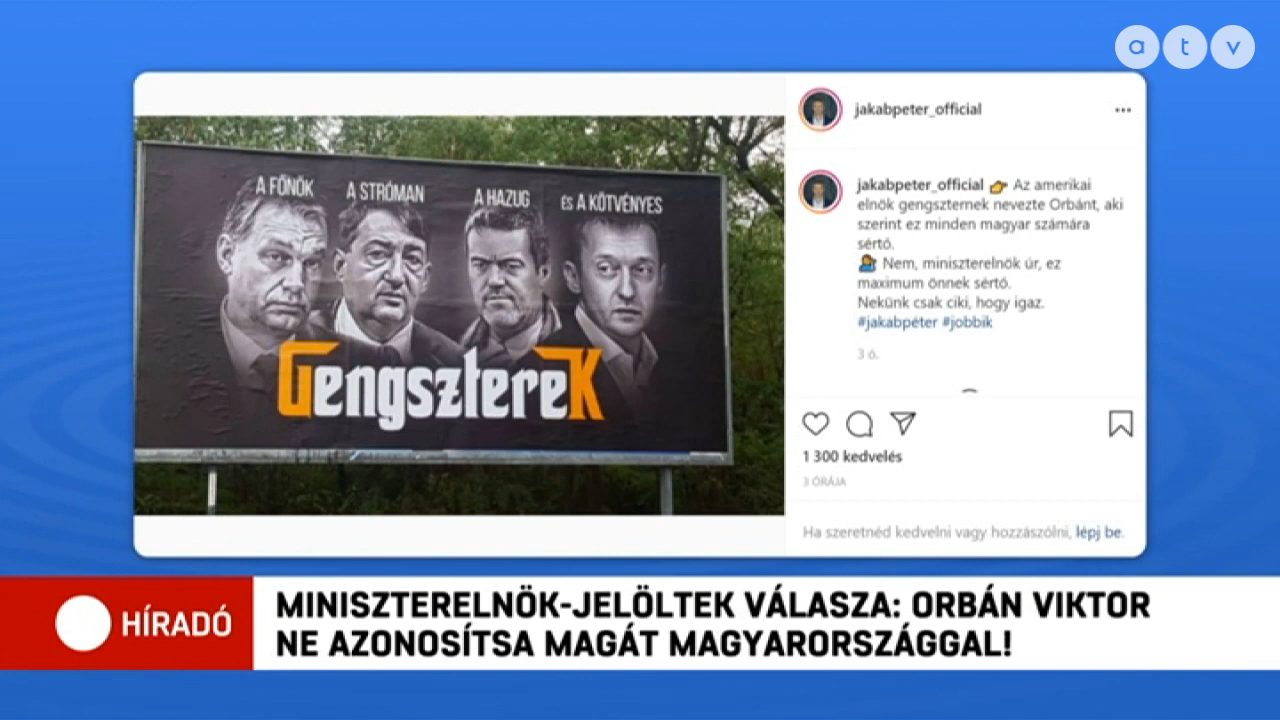 atv
jakabpeter_official
A FŐNÖK
A STRÓMAN
A HAZUG
ÉS A KÖTVÉNYES
GengsztereK
jakabpeter_official 👉 Az amerikai
elnök gengszternek nevezte Orbánt, aki
szerint ez minden magyar számára
sértő.
🤷 Nem, miniszterelnök úr, ez
maximum önnek sértő.
Nekünk csak ciki, hogy igaz.
#jakabpéter #jobbik
3 ó.
1 300 kedvelés
3 ÓRÁJA
Ha szeretnéd kedvelni vagy hozzászólni, lépj be.
HÍRADÓ
MINISZTERELNÖK-JELÖLTEK VÁLASZA: ORBÁN VIKTOR
NE AZONOSÍTSA MAGÁT MAGYARORSZÁGGAL!